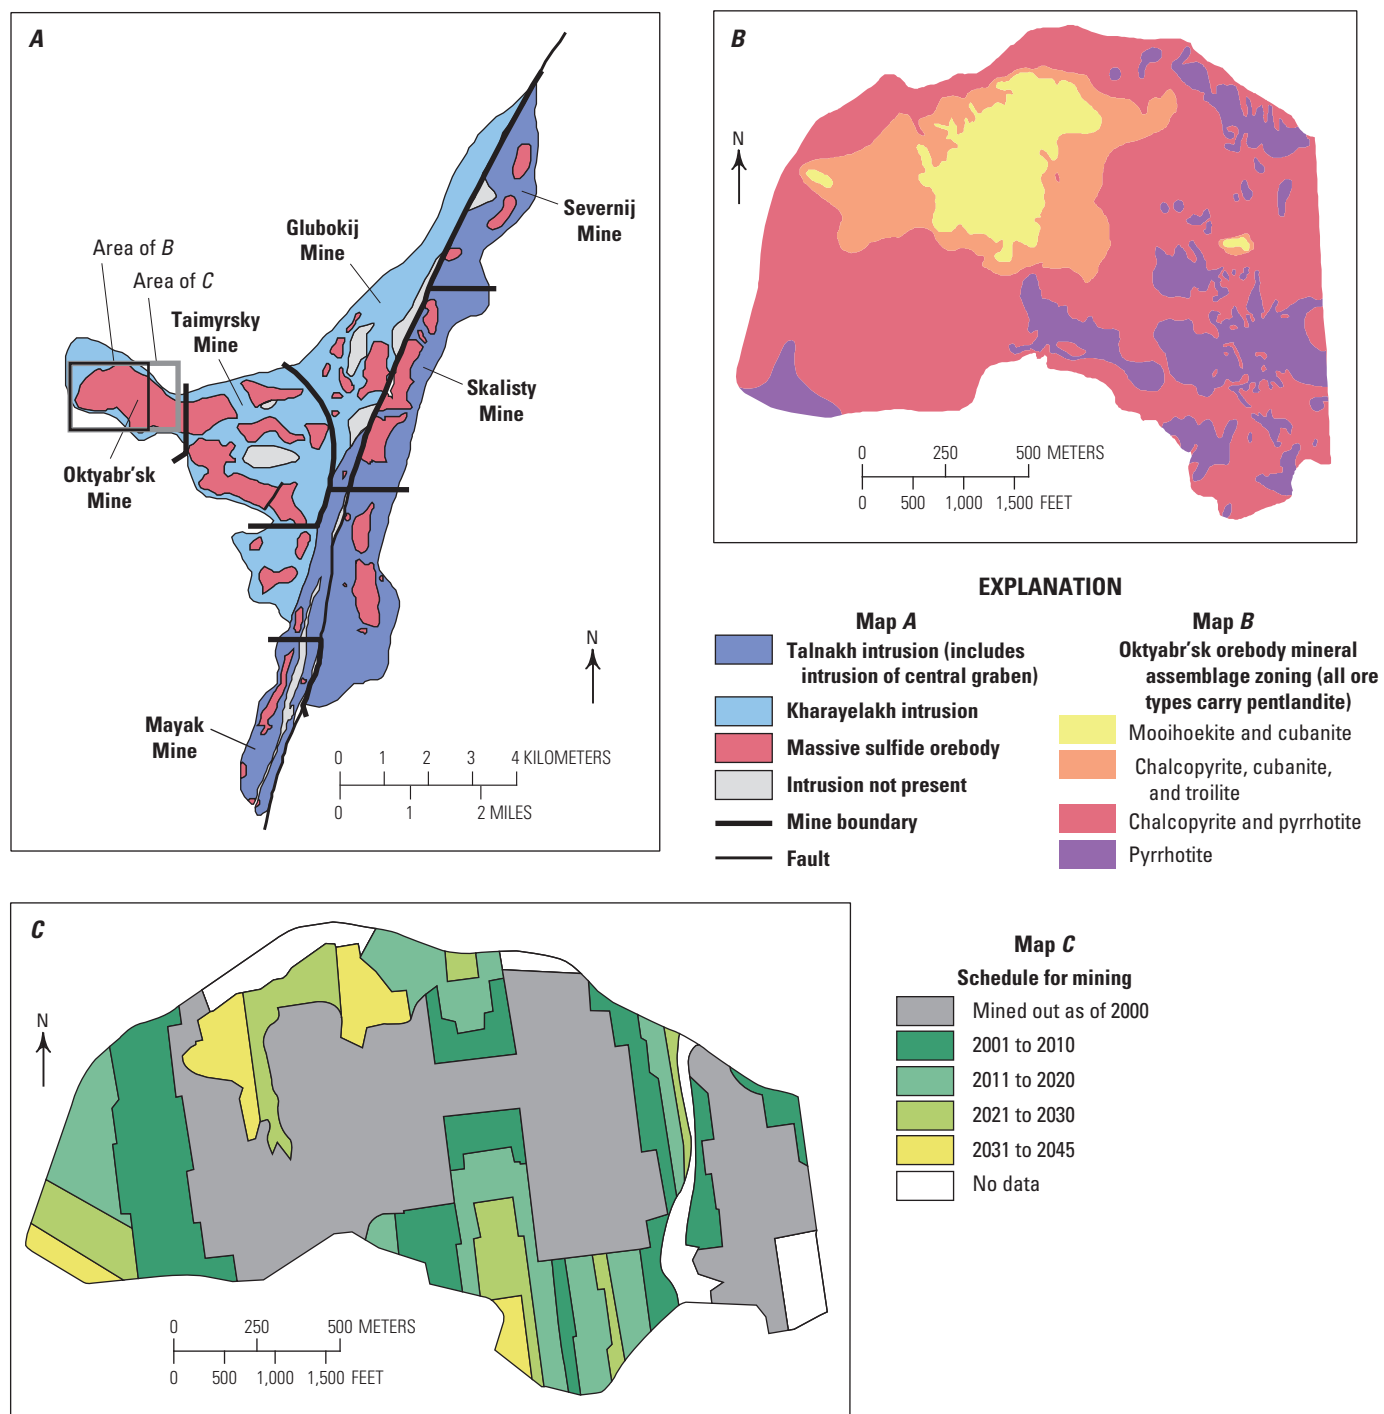 A
Severnij
Mine
Glubokij
Mine
Area of B
Area of C
Taimyrsky
Mine
Skalisty
Mine
Oktyabr’sk
Mine
N
Mayak
Mine
0 1 2 3 4 KILOMETERS
0 1 2 MILES
B
N
0 250 500 METERS
0 500 1,000 1,500 FEET
EXPLANATION
Map A
Talnakh intrusion (includes
intrusion of central graben)
Kharayelakh intrusion
Massive sulfide orebody
Intrusion not present
Mine boundary
Fault
Map B
Oktyabr’sk orebody mineral
assemblage zoning (all ore
types carry pentlandite)
Mooihoekite and cubanite
Chalcopyrite, cubanite,
and troilite
Chalcopyrite and pyrrhotite
Pyrrhotite
C
N
0 250 500 METERS
0 500 1,000 1,500 FEET
Map C
Schedule for mining
Mined out as of 2000
2001 to 2010
2011 to 2020
2021 to 2030
2031 to 2045
No data